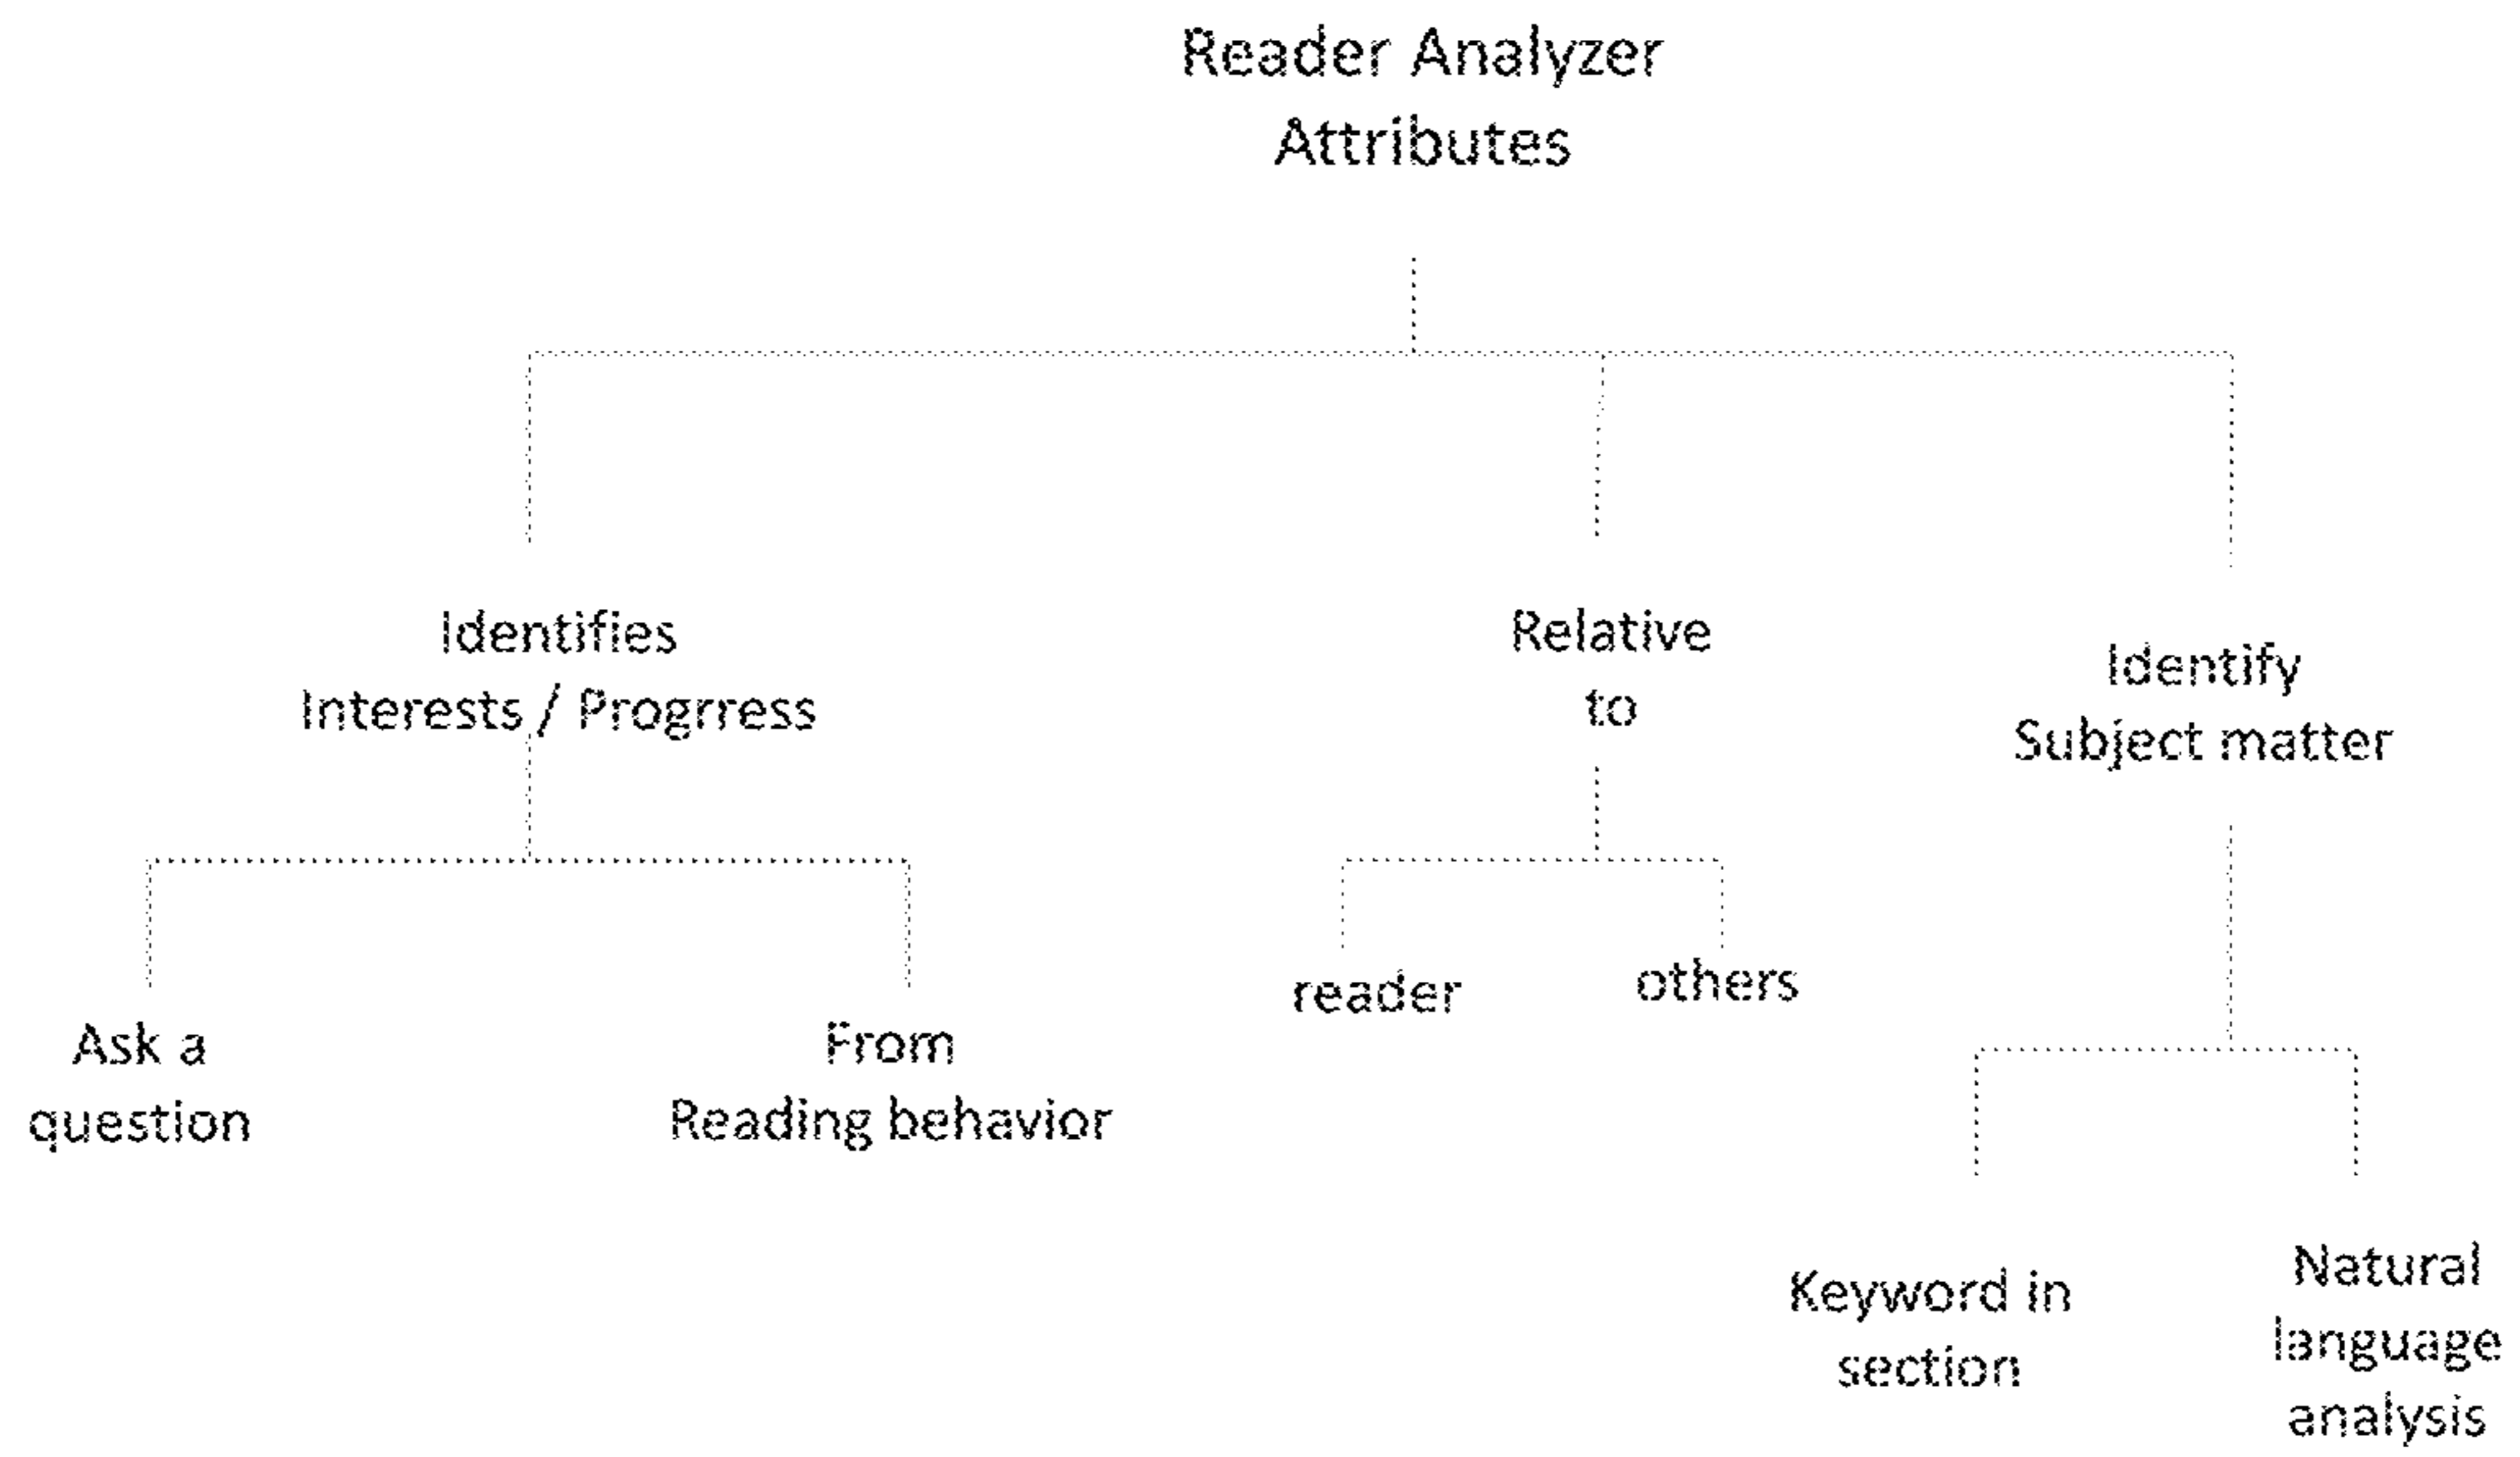 Reader Analyzer
Attributes
Identifies
Interests / Progrress
Relative
to
Identify
Subject matter
Ask a
question
From
Reading behavior
reader
others
Keyword in
section
Natural
language
analysis